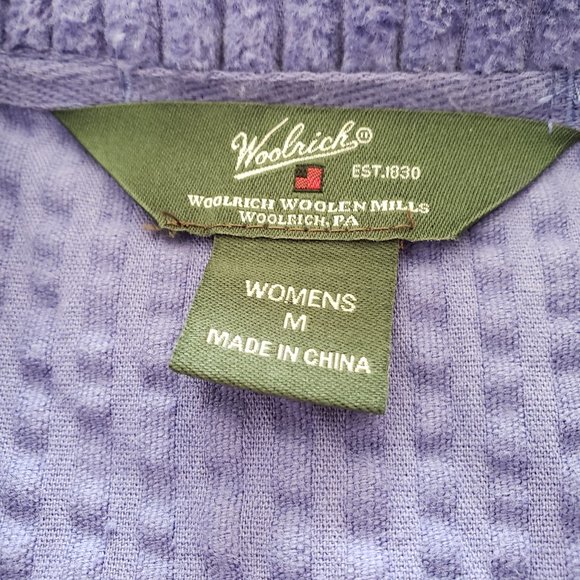 Woolrich
EST.1830
WOOLRICH WOOLEN MILLS
WOOLRICH, PA
WOMENS
M
MADE IN CHINA